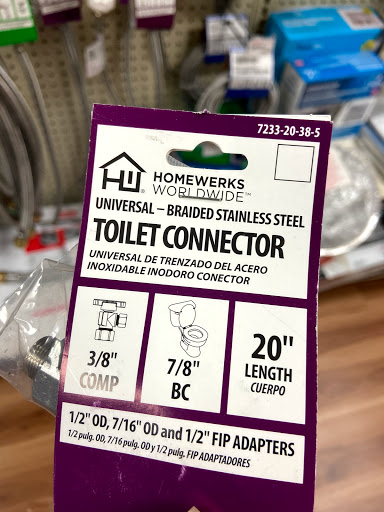 7233-20-38-5
HOMEWERKS
WORLDWIDE™
UNIVERSAL – BRAIDED STAINLESS STEEL
TOILET CONNECTOR
UNIVERSAL DE TRENZADO DEL ACERO
INOXIDABLE INODORO CONECTOR
3/8"
COMP
7/8"
BC
20"
LENGTH
CUERPO
1/2" OD, 7/16" OD and 1/2" FIP ADAPTERS
1/2 pulg. OD, 7/16 pulg. OD y 1/2 pulg. FIP ADAPTADORES